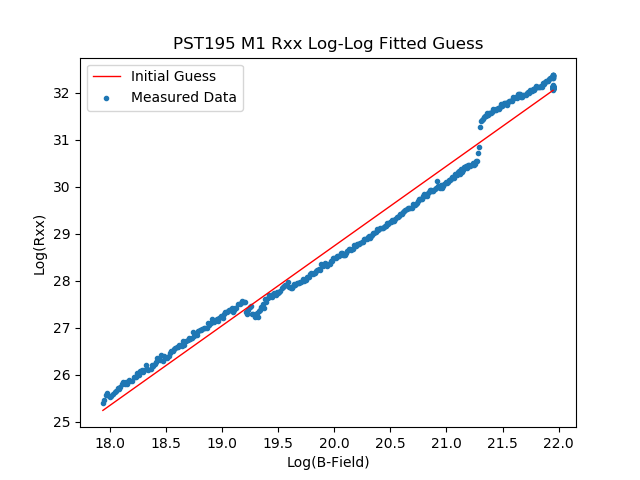 PST195 M1 Rxx Log-Log Fitted Guess
Initial Guess
Measured Data
Log(Rxx)
32
31
30
29
28
27
26
25
18.0 18.5 19.0 19.5 20.0 20.5 21.0 21.5 22.0
Log(B-Field)